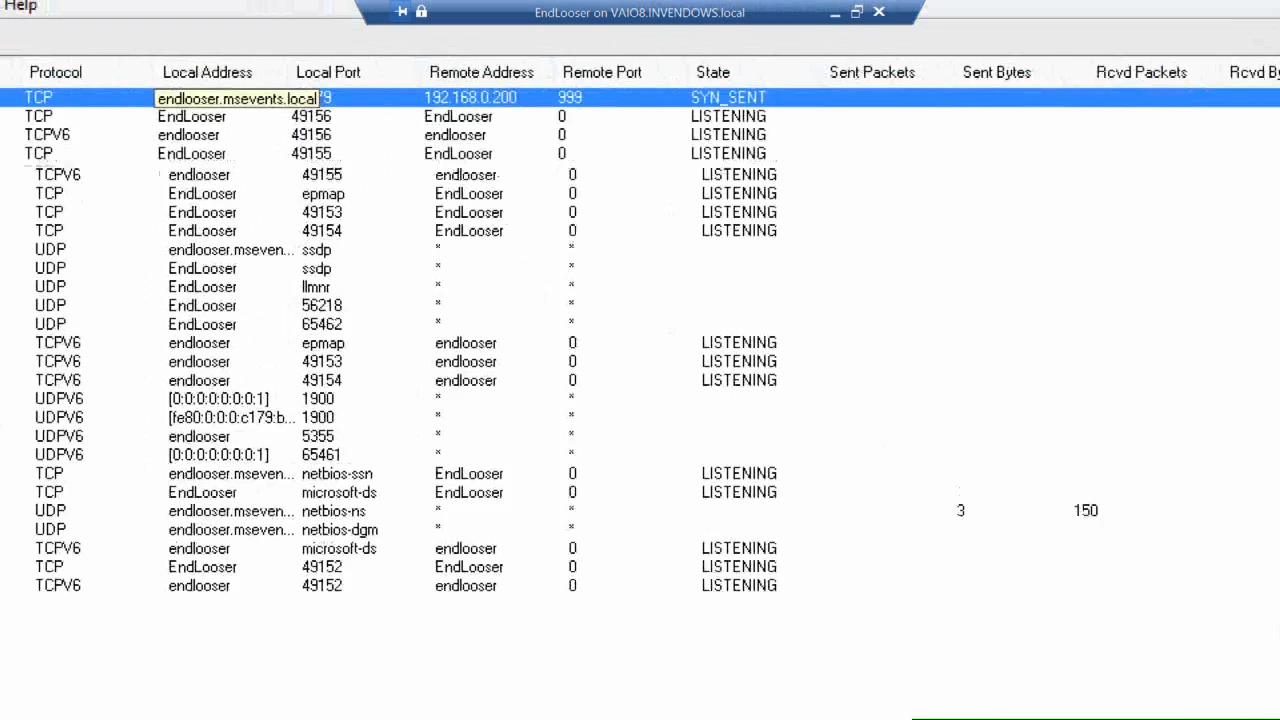 Help
EndLooser on VAIO8.INVENDOWS.local
Protocol Local Address Local Port Remote Address Remote Port State Sent Packets Sent Bytes Rcvd Packets Rcvd By
TCP endlooser.msevents.local 79 192.168.0.200 999 SYN_SENT
TCP EndLooser 49156 EndLooser 0 LISTENING
TCPV6 endlooser 49156 endlooser 0 LISTENING
TCP EndLooser 49155 EndLooser 0 LISTENING
TCPV6 endlooser 49155 endlooser 0 LISTENING
TCP EndLooser epmap EndLooser 0 LISTENING
TCP EndLooser 49153 EndLooser 0 LISTENING
TCP EndLooser 49154 EndLooser 0 LISTENING
UDP endlooser.mseven... ssdp * *
UDP EndLooser ssdp * *
UDP EndLooser llmnr * *
UDP EndLooser 56218 * *
UDP EndLooser 65462 * *
TCPV6 endlooser epmap endlooser 0 LISTENING
TCPV6 endlooser 49153 endlooser 0 LISTENING
TCPV6 endlooser 49154 endlooser 0 LISTENING
UDPV6 [0:0:0:0:0:0:0:1] 1900 * *
UDPV6 [fe80:0:0:0:c179:b... 1900 * *
UDPV6 endlooser 5355 * *
UDPV6 [0:0:0:0:0:0:0:1] 65461 * *
TCP endlooser.mseven... netbios-ssn EndLooser 0 LISTENING
TCP EndLooser microsoft-ds EndLooser 0 LISTENING
UDP endlooser.mseven... netbios-ns * * 3 150
UDP endlooser.mseven... netbios-dgm * *
TCPV6 endlooser microsoft-ds endlooser 0 LISTENING
TCP EndLooser 49152 EndLooser 0 LISTENING
TCPV6 endlooser 49152 endlooser 0 LISTENING